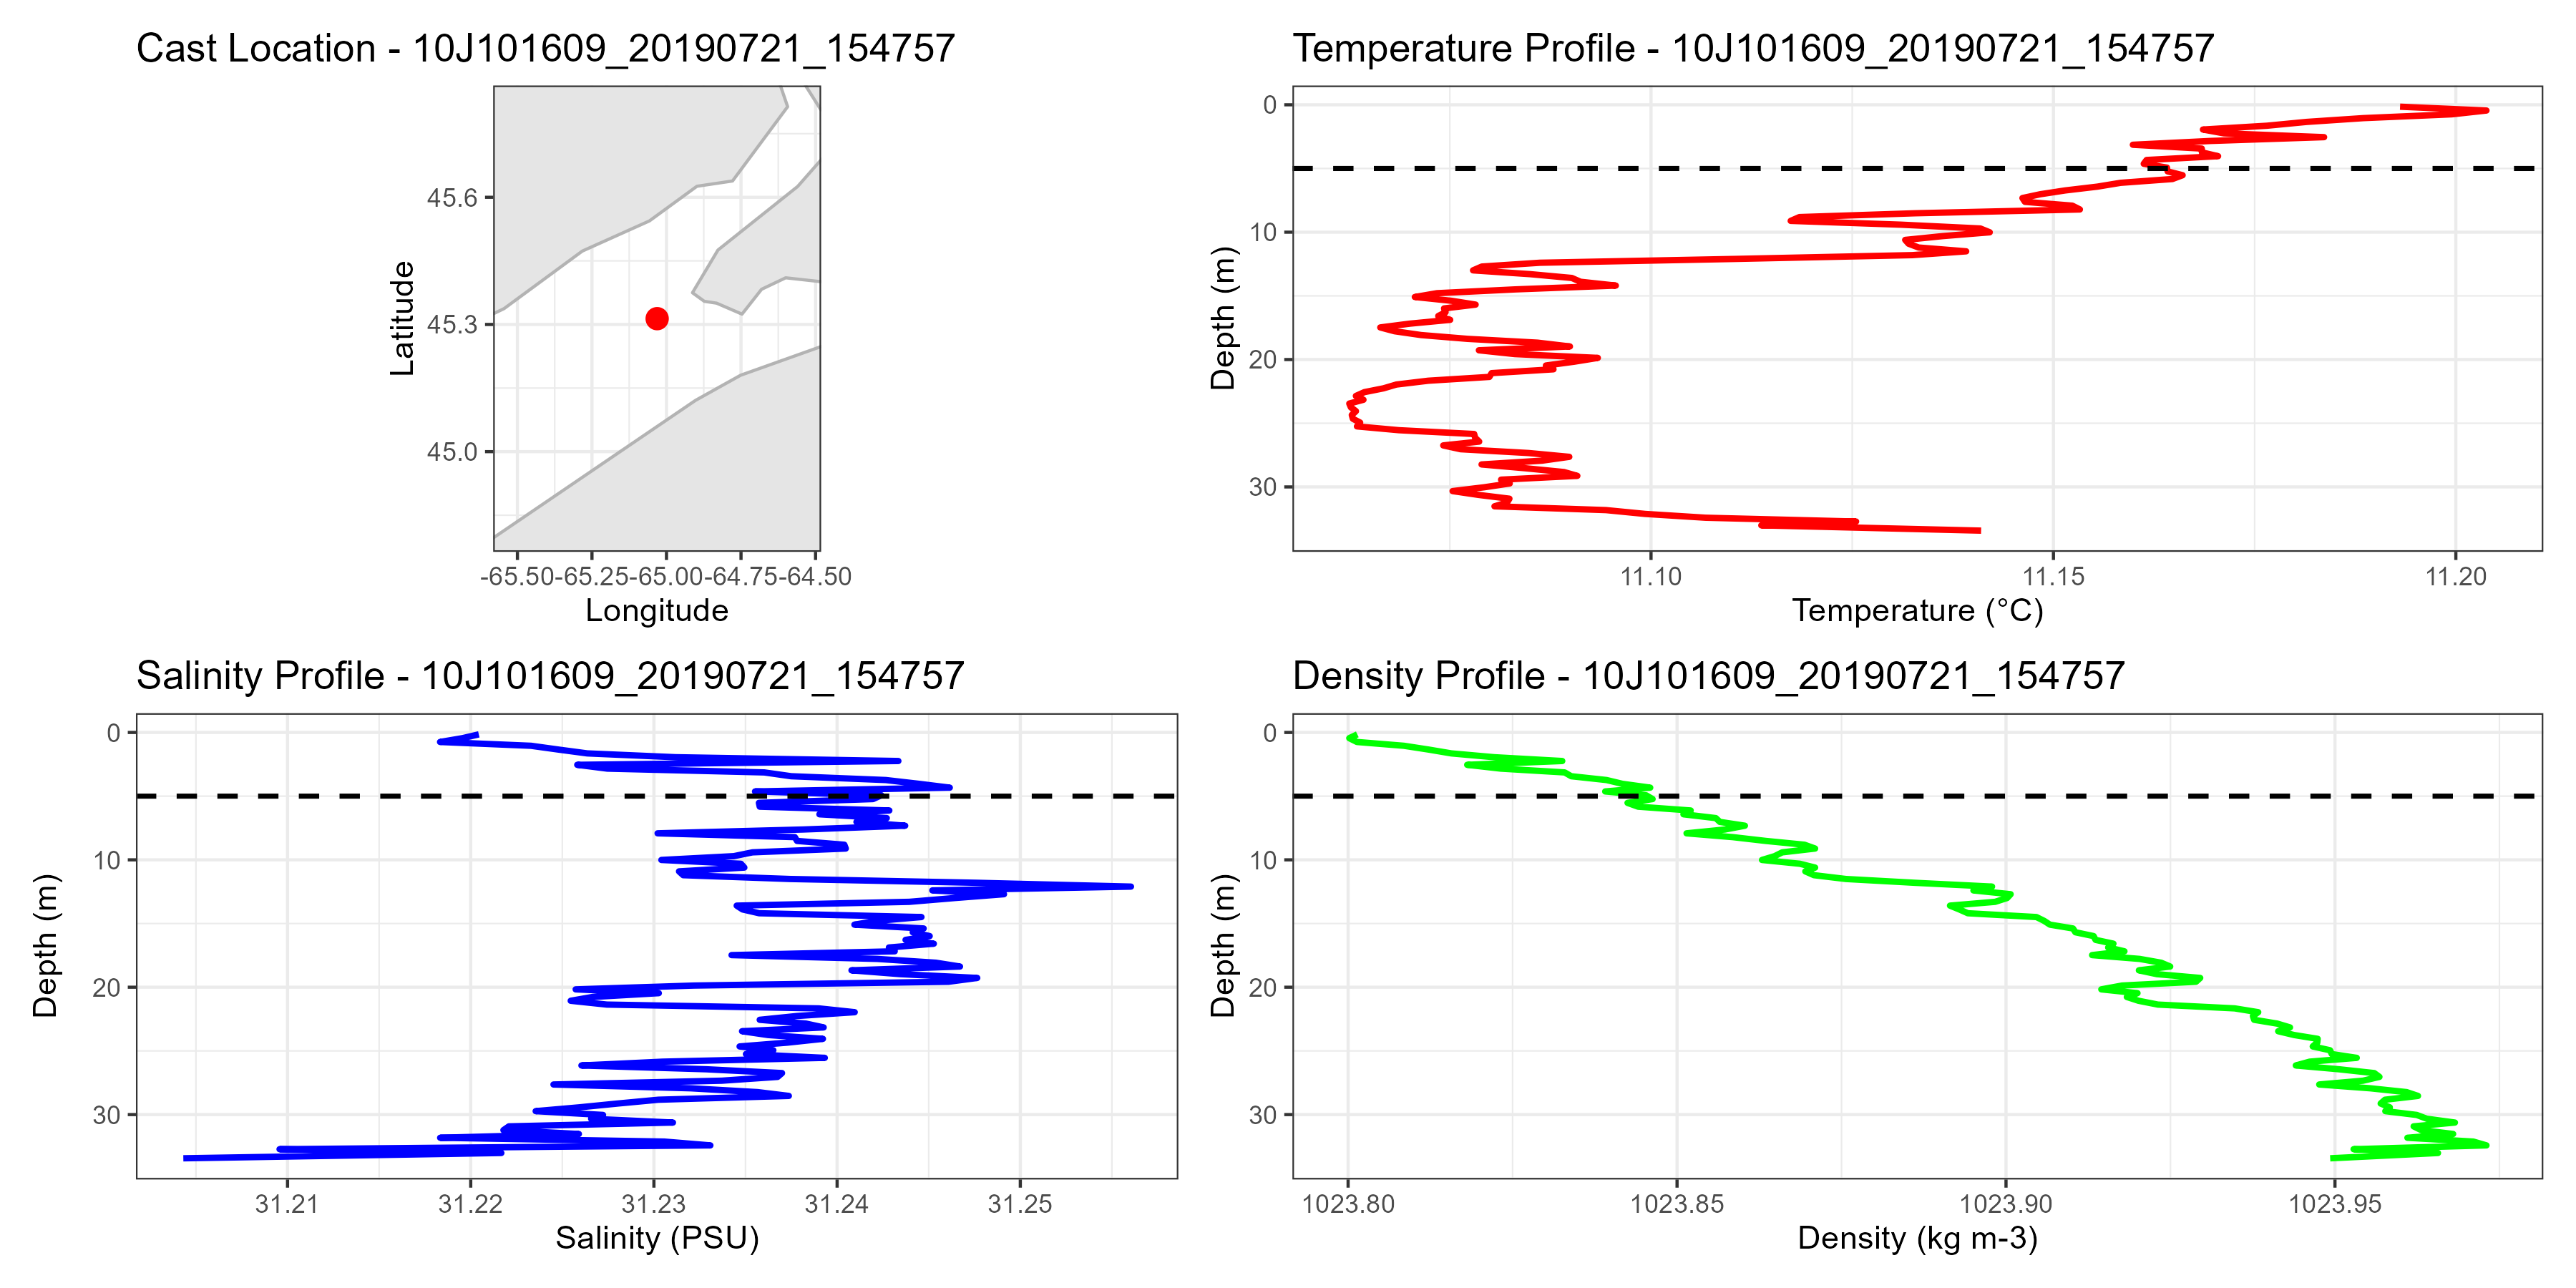 Cast Location - 10J101609_20190721_154757
45.6
45.3
45.0
Latitude
-65.50 -65.25 -65.00 -64.75 -64.50
Longitude
Temperature Profile - 10J101609_20190721_154757
0
10
20
30
Depth (m)
11.10 11.15 11.20
Temperature (°C)
Salinity Profile - 10J101609_20190721_154757
0
10
20
30
Depth (m)
31.21 31.22 31.23 31.24 31.25
Salinity (PSU)
Density Profile - 10J101609_20190721_154757
0
10
20
30
Depth (m)
1023.80 1023.85 1023.90 1023.95
Density (kg m-3)